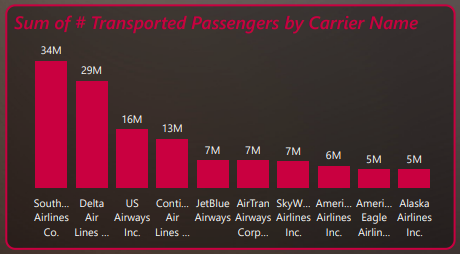 Sum of # Transported Passengers by Carrier Name
34M
29M
16M
13M
7M
7M
7M
6M
5M
5M
South...
Airlines
Co.
Delta
Air
Lines ...
US
Airways
Inc.
Conti...
Air
Lines ...
JetBlue
Airways
AirTran
Airways
Corp...
SkyW...
Airlines
Inc.
Ameri...
Airlines
Inc.
Ameri...
Eagle
Airlin...
Alaska
Airlines
Inc.